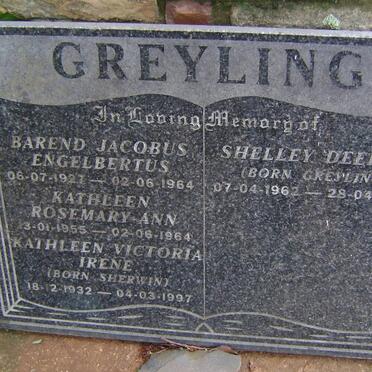 GREYLING
In Loving Memory of
BAREND JACOBUS
ENGELBERTUS
06-07-1927 — 02-06-1964
KATHLEEN
ROSEMARY-ANN
3-01-1955 — 02-06-1964
KATHLEEN VICTORIA
IRENE
(BORN SHERWIN)
18-12-1932 — 04-03-1997
SHELLEY
(BORN GREYLIN
07-04-1962 — 28-04